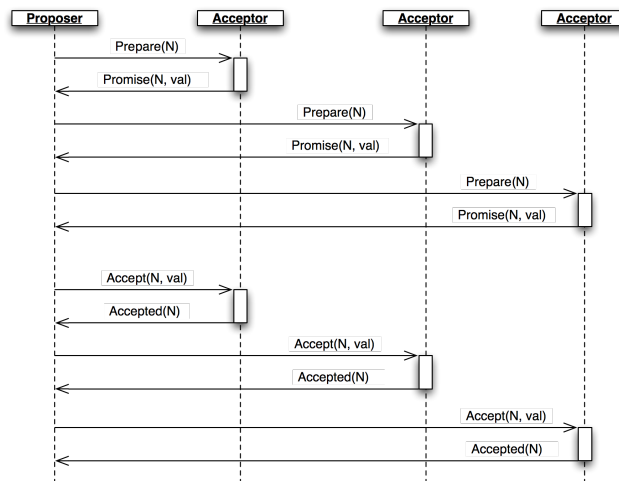 Proposer
Acceptor
Acceptor
Acceptor
Prepare(N)
Promise(N, val)
Prepare(N)
Promise(N, val)
Prepare(N)
Promise(N, val)
Accept(N, val)
Accepted(N)
Accept(N, val)
Accepted(N)
Accept(N, val)
Accepted(N)